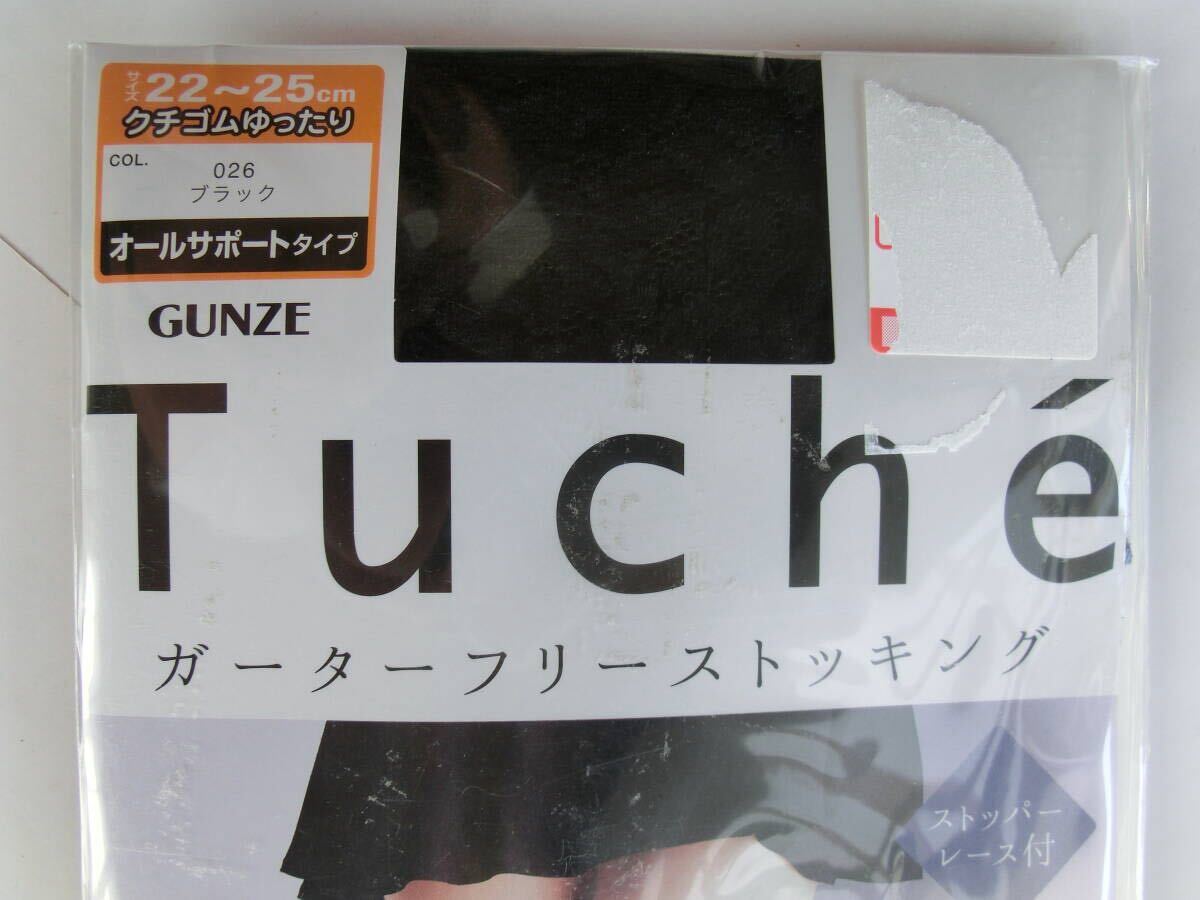 サイズ 22〜25cm
クチゴムゆったり
COL.
026
ブラック
オールサポートタイプ
GUNZE
Tuché
ガーターフリーストッキング
ストッパー
レース付